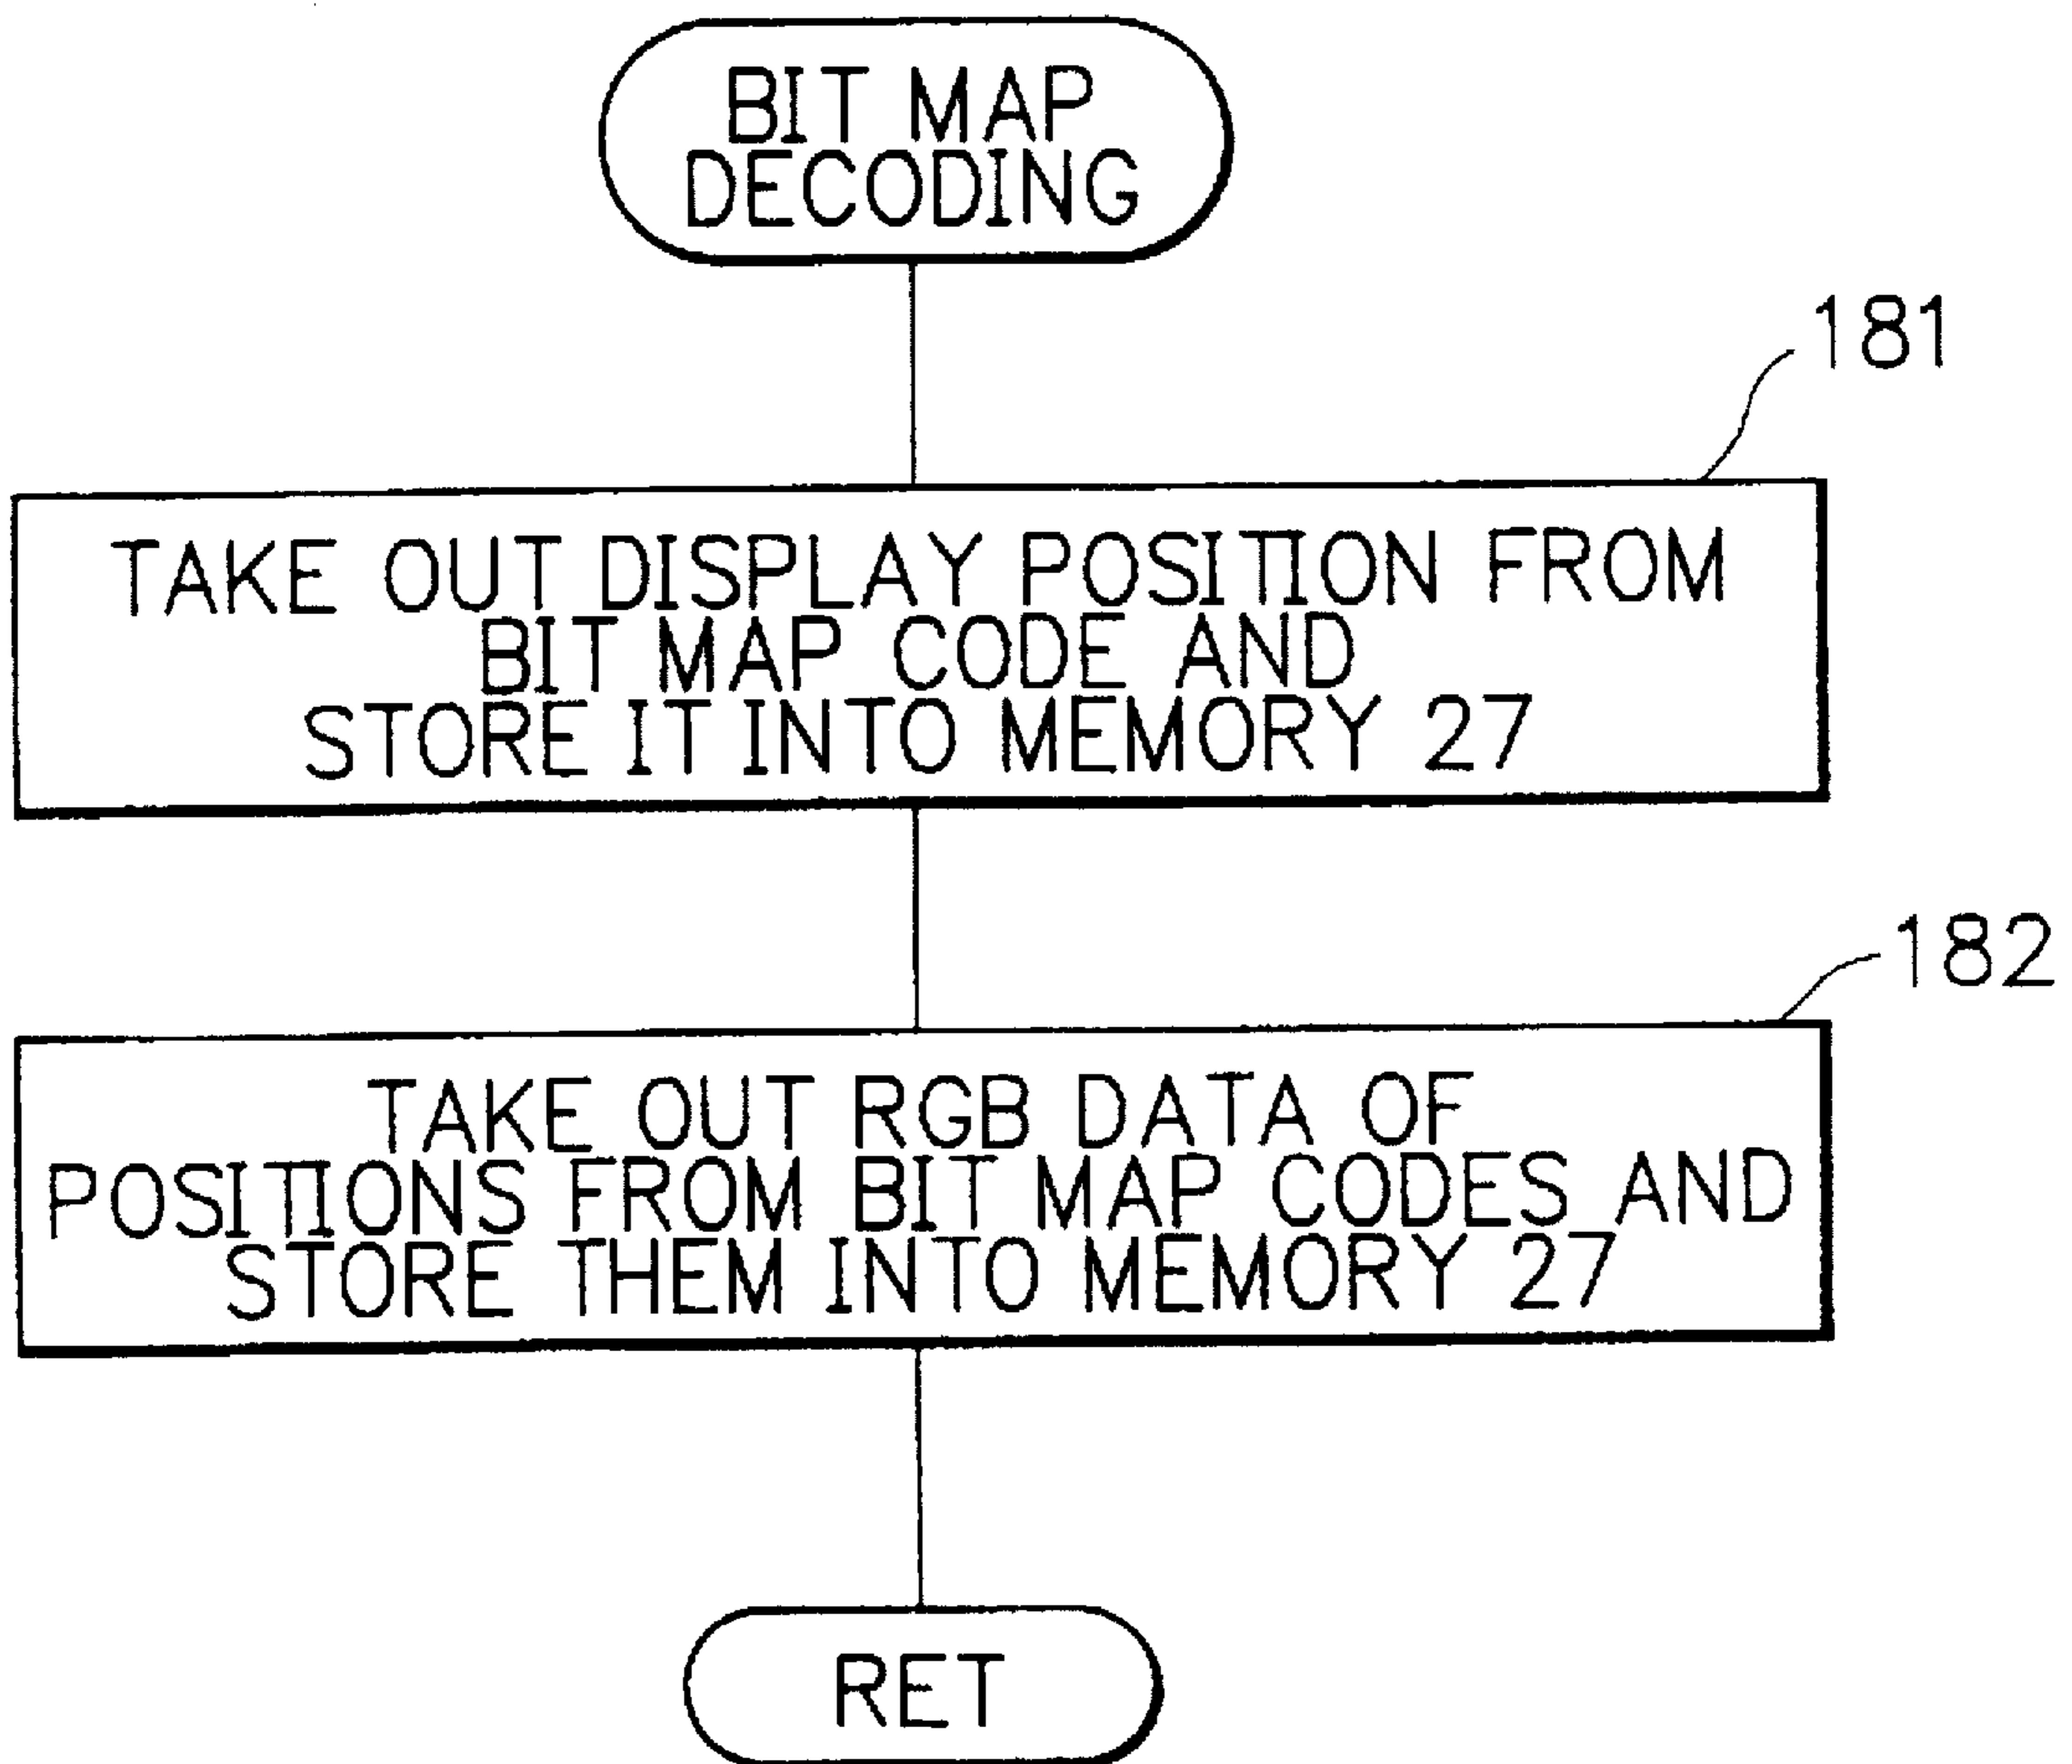 BIT MAP
DECODING
181
TAKE OUT DISPLAY POSITION FROM
BIT MAP CODE AND
STORE IT INTO MEMORY 27
182
TAKE OUT RGB DATA OF
POSITIONS FROM BIT MAP CODES AND
STORE THEM INTO MEMORY 27
RET